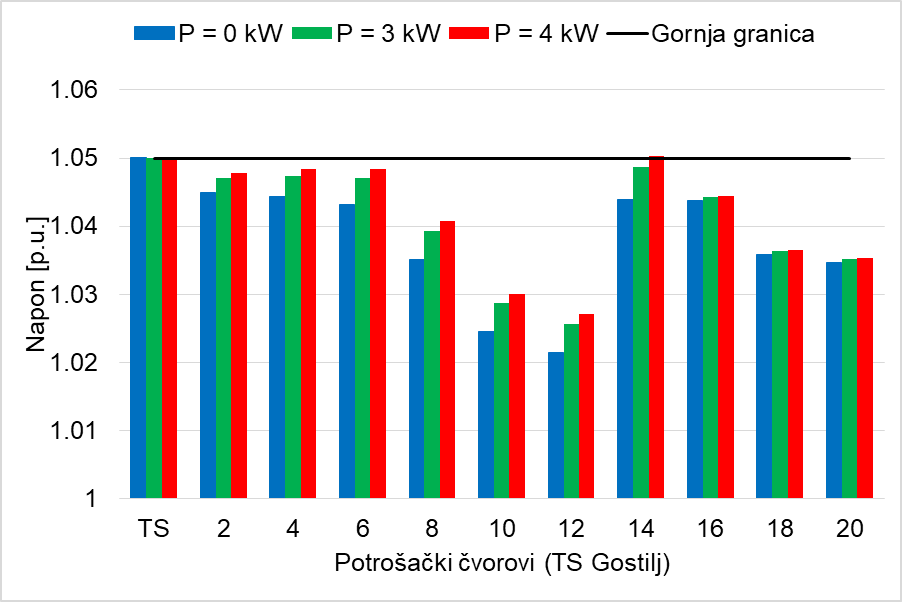 P = 0 kW P = 3 kW P = 4 kW Gornja granica
1.06
1.05
1.04
1.03
1.02
1.01
1
Napon [p.u.]
TS 2 4 6 8 10 12 14 16 18 20
Potrošački čvorovi (TS Gostilj)